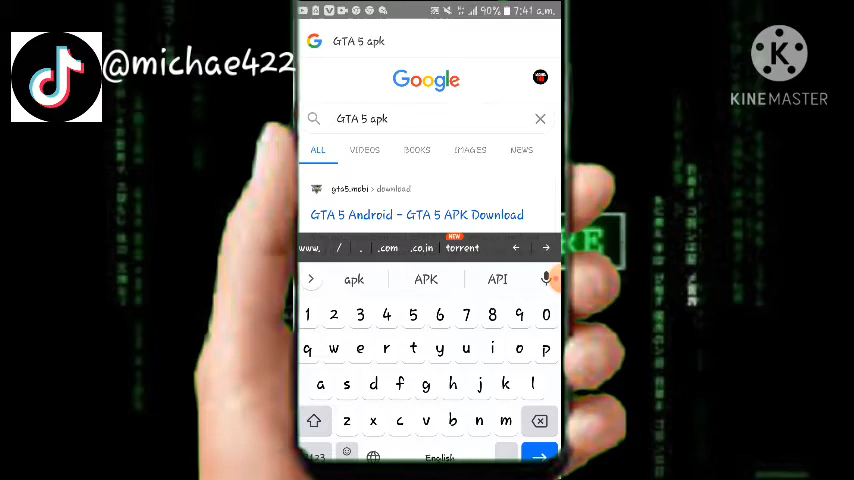 @michae422
K
KINEMASTER
90% 7:41 a.m.
GTA 5 apk
Google
GTA 5 apk
ALL VIDEOS BOOKS IMAGES NEWS
gta5.mobi › download
GTA 5 Android - GTA 5 APK Download
NEW
www. / . .com .co.in torrent
apk APK API
1 2 3 4 5 6 7 8 9 0
q w e r t y u i o p
a s d f g h j k l
z x c v b n m
English